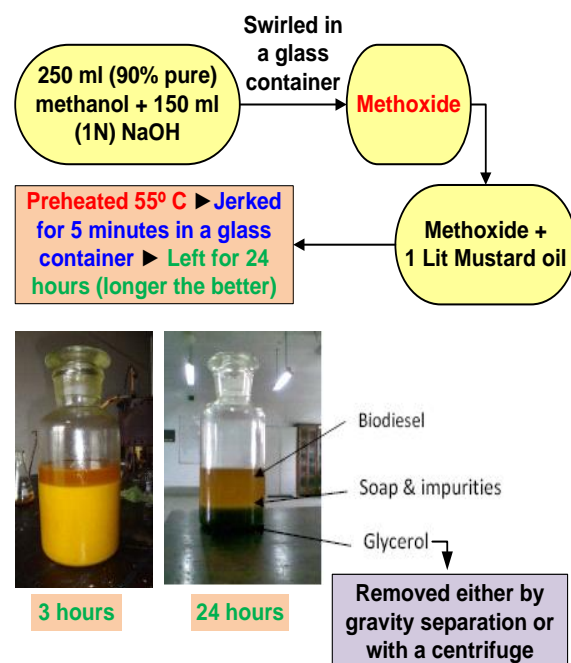 Swirled in
a glass
container
250 ml (90% pure)
methanol + 150 ml
(1N) NaOH
Methoxide
Preheated 55⁰ C ►Jerked
for 5 minutes in a glass
container ► Left for 24
hours (longer the better)
Methoxide +
1 Lit Mustard oil
Biodiesel
Soap & impurities
Glycerol
3 hours
24 hours
Removed either by
gravity separation or
with a centrifuge